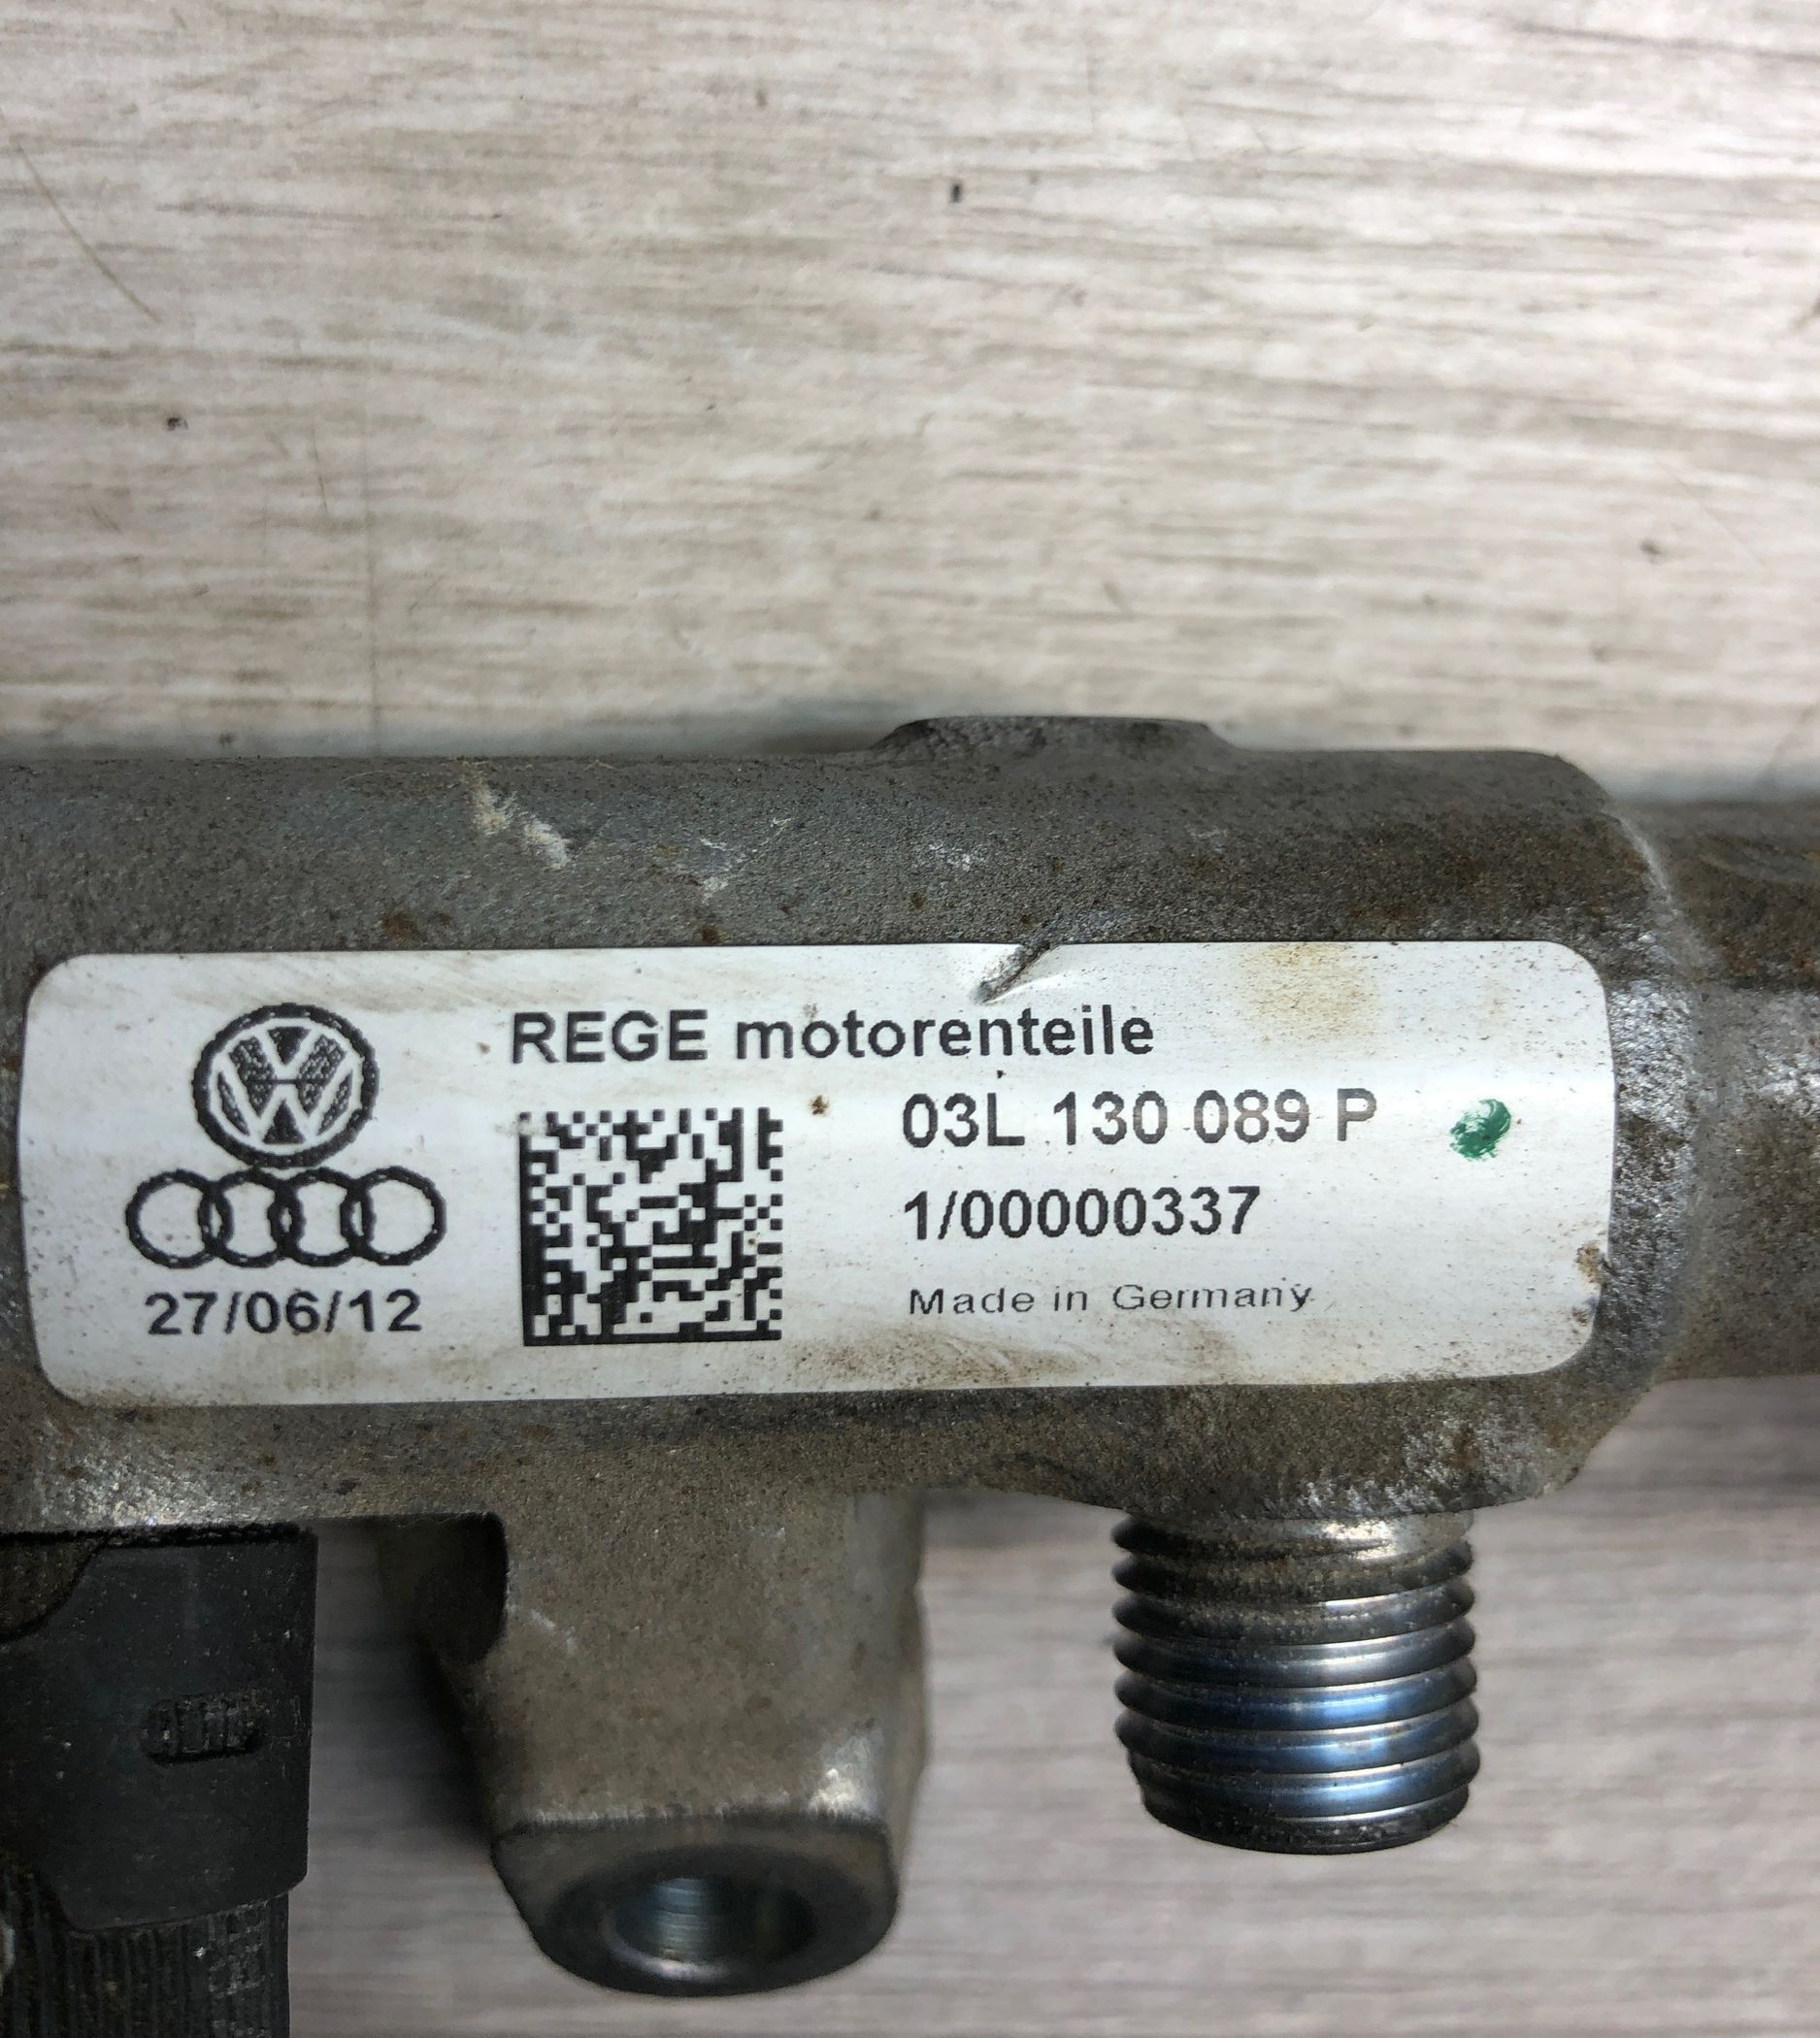 REGE motorenteile
03L 130 089 P
1/00000337
Made in Germany
27/06/12